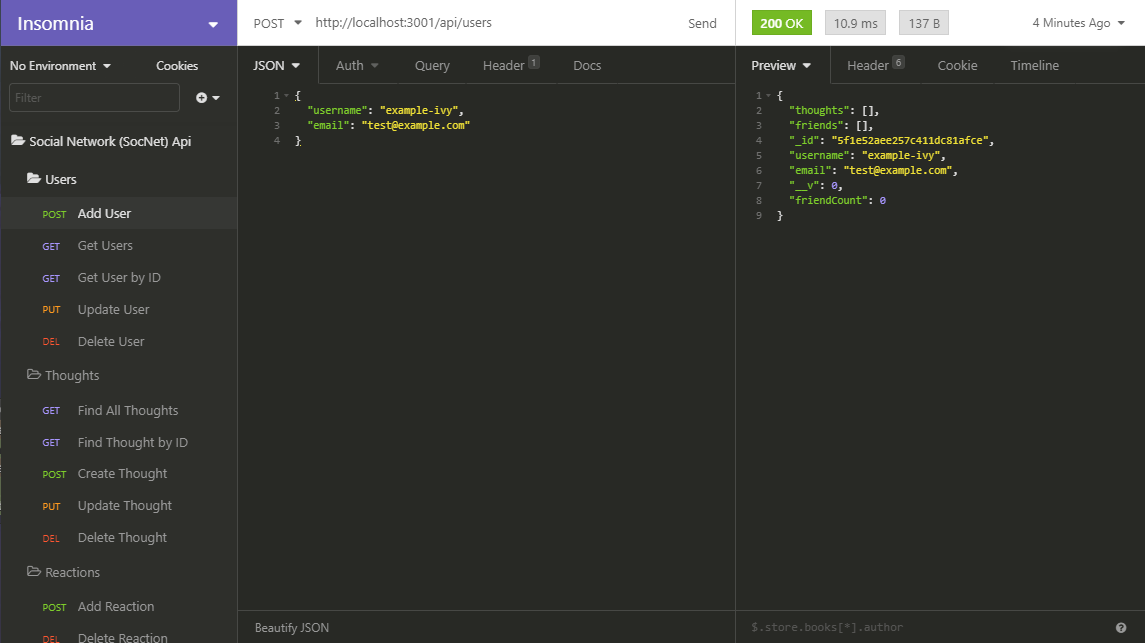 Insomnia
No Environment
Cookies
Filter
Social Network (SocNet) Api
Users
POST Add User
GET Get Users
GET Get User by ID
PUT Update User
DEL Delete User
Thoughts
GET Find All Thoughts
GET Find Thought by ID
POST Create Thought
PUT Update Thought
DEL Delete Thought
Reactions
POST Add Reaction
DEL Delete Reaction
POST http://localhost:3001/api/users Send
JSON Auth Query Header 1 Docs
1 {
2 "username": "example-ivy",
3 "email": "test@example.com"
4 }
Beautify JSON
200 OK 10.9 ms 137 B 4 Minutes Ago
Preview Header 6 Cookie Timeline
1 {
2 "thoughts": [],
3 "friends": [],
4 "_id": "5f1e52aee257c411dc81afce",
5 "username": "example-ivy",
6 "email": "test@example.com",
7 "__v": 0,
8 "friendCount": 0
9 }
$.store.books[*].author